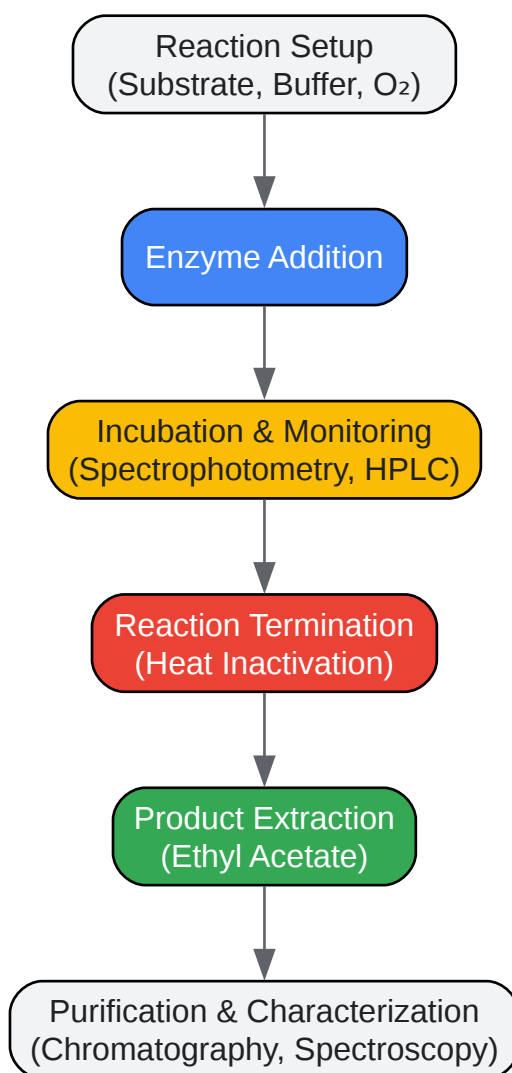 Reaction Setup
(Substrate, Buffer, O₂)
Enzyme Addition
Incubation & Monitoring
(Spectrophotometry, HPLC)
Reaction Termination
(Heat Inactivation)
Product Extraction
(Ethyl Acetate)
Purification & Characterization
(Chromatography, Spectroscopy)